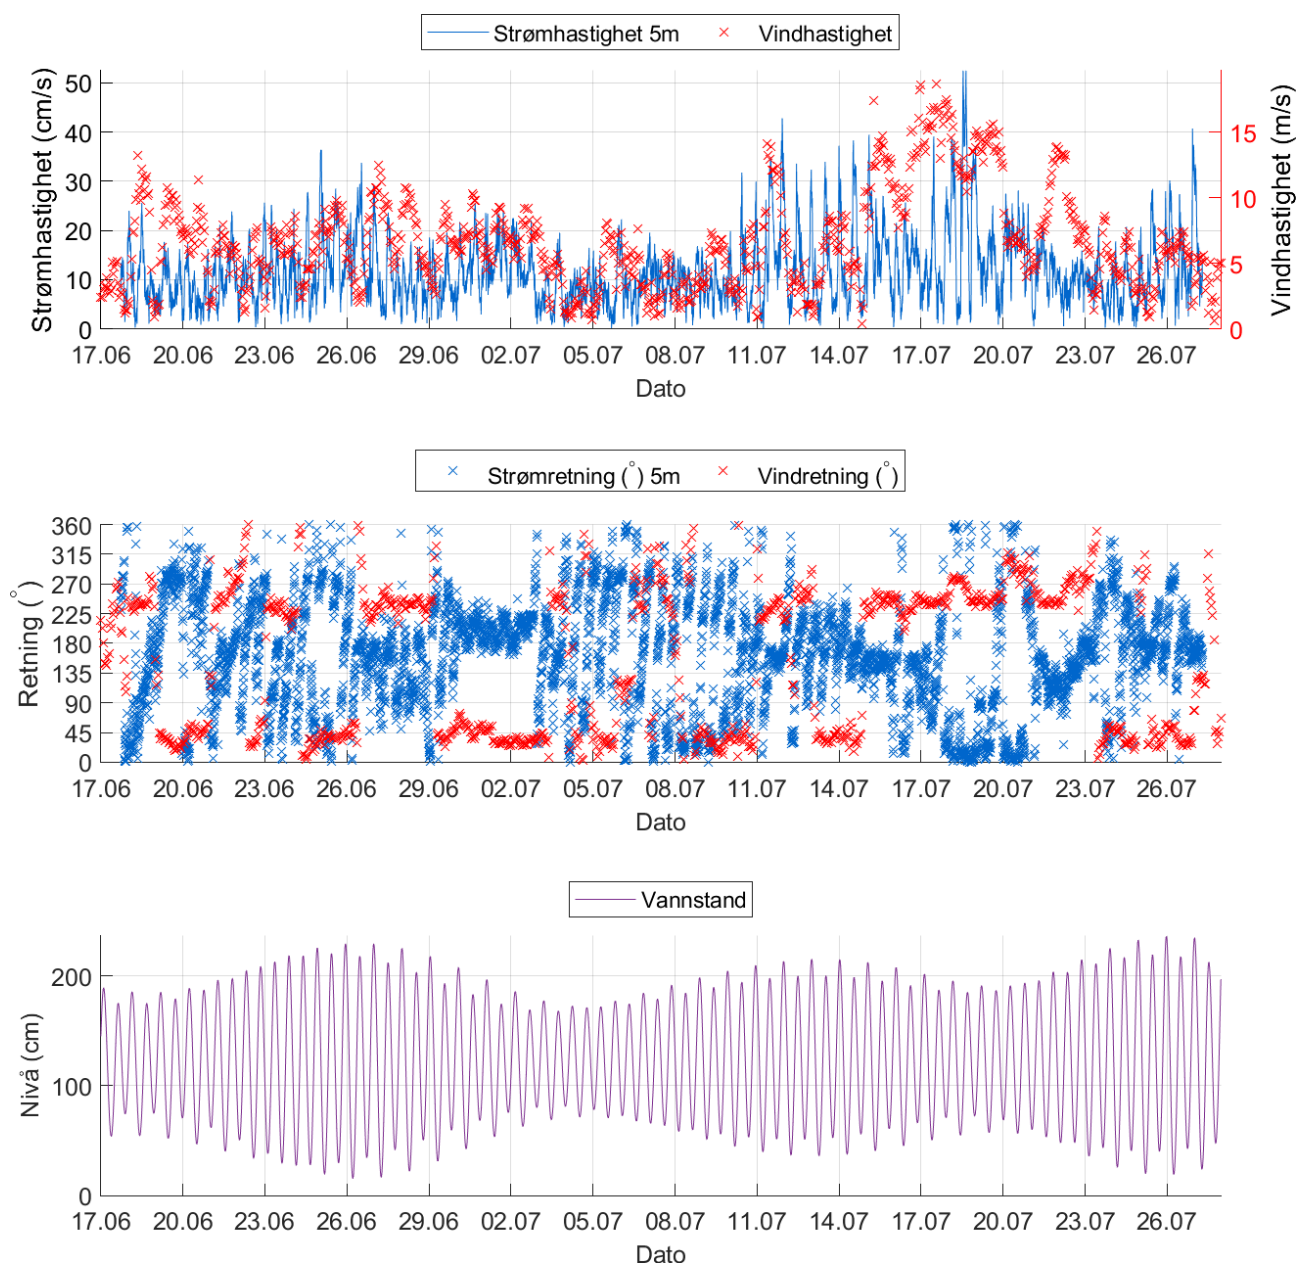 Strømhastighet 5m Vindhastighet
Strømhastighet (cm/s)
50
40
30
20
10
0
Vindhastighet (m/s)
15
10
5
0
17.06 20.06 23.06 26.06 29.06 02.07 05.07 08.07 11.07 14.07 17.07 20.07 23.07 26.07
Dato
Strømretning (°) 5m Vindretning (°)
Retning (°)
360
315
270
225
180
135
90
45
0
17.06 20.06 23.06 26.06 29.06 02.07 05.07 08.07 11.07 14.07 17.07 20.07 23.07 26.07
Dato
Vannstand
Nivå (cm)
200
100
0
17.06 20.06 23.06 26.06 29.06 02.07 05.07 08.07 11.07 14.07 17.07 20.07 23.07 26.07
Dato